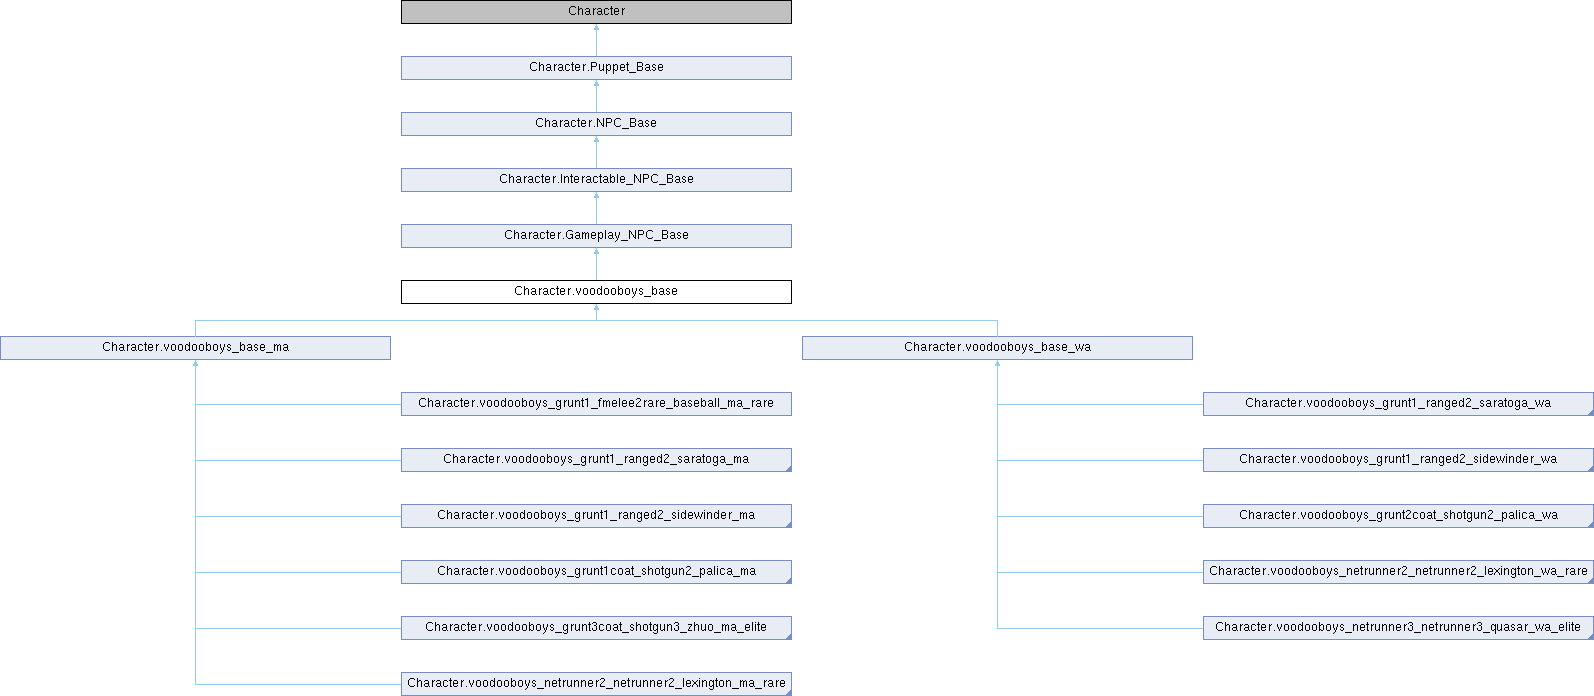 Character
Character.Puppet_Base
Character.NPC_Base
Character.Interactable_NPC_Base
Character.Gameplay_NPC_Base
Character.voodooboys_base
Character.voodooboys_base_ma
Character.voodooboys_base_wa
Character.voodooboys_grunt1_fmelee2rare_baseball_ma_rare
Character.voodooboys_grunt1_ranged2_saratoga_wa
Character.voodooboys_grunt1_ranged2_saratoga_ma
Character.voodooboys_grunt1_ranged2_sidewinder_wa
Character.voodooboys_grunt1_ranged2_sidewinder_ma
Character.voodooboys_grunt2coat_shotgun2_palica_wa
Character.voodooboys_grunt1coat_shotgun2_palica_ma
Character.voodooboys_netrunner2_netrunner2_lexington_wa_rare
Character.voodooboys_grunt3coat_shotgun3_zhuo_ma_elite
Character.voodooboys_netrunner3_netrunner3_quasar_wa_elite
Character.voodooboys_netrunner2_netrunner2_lexington_ma_rare